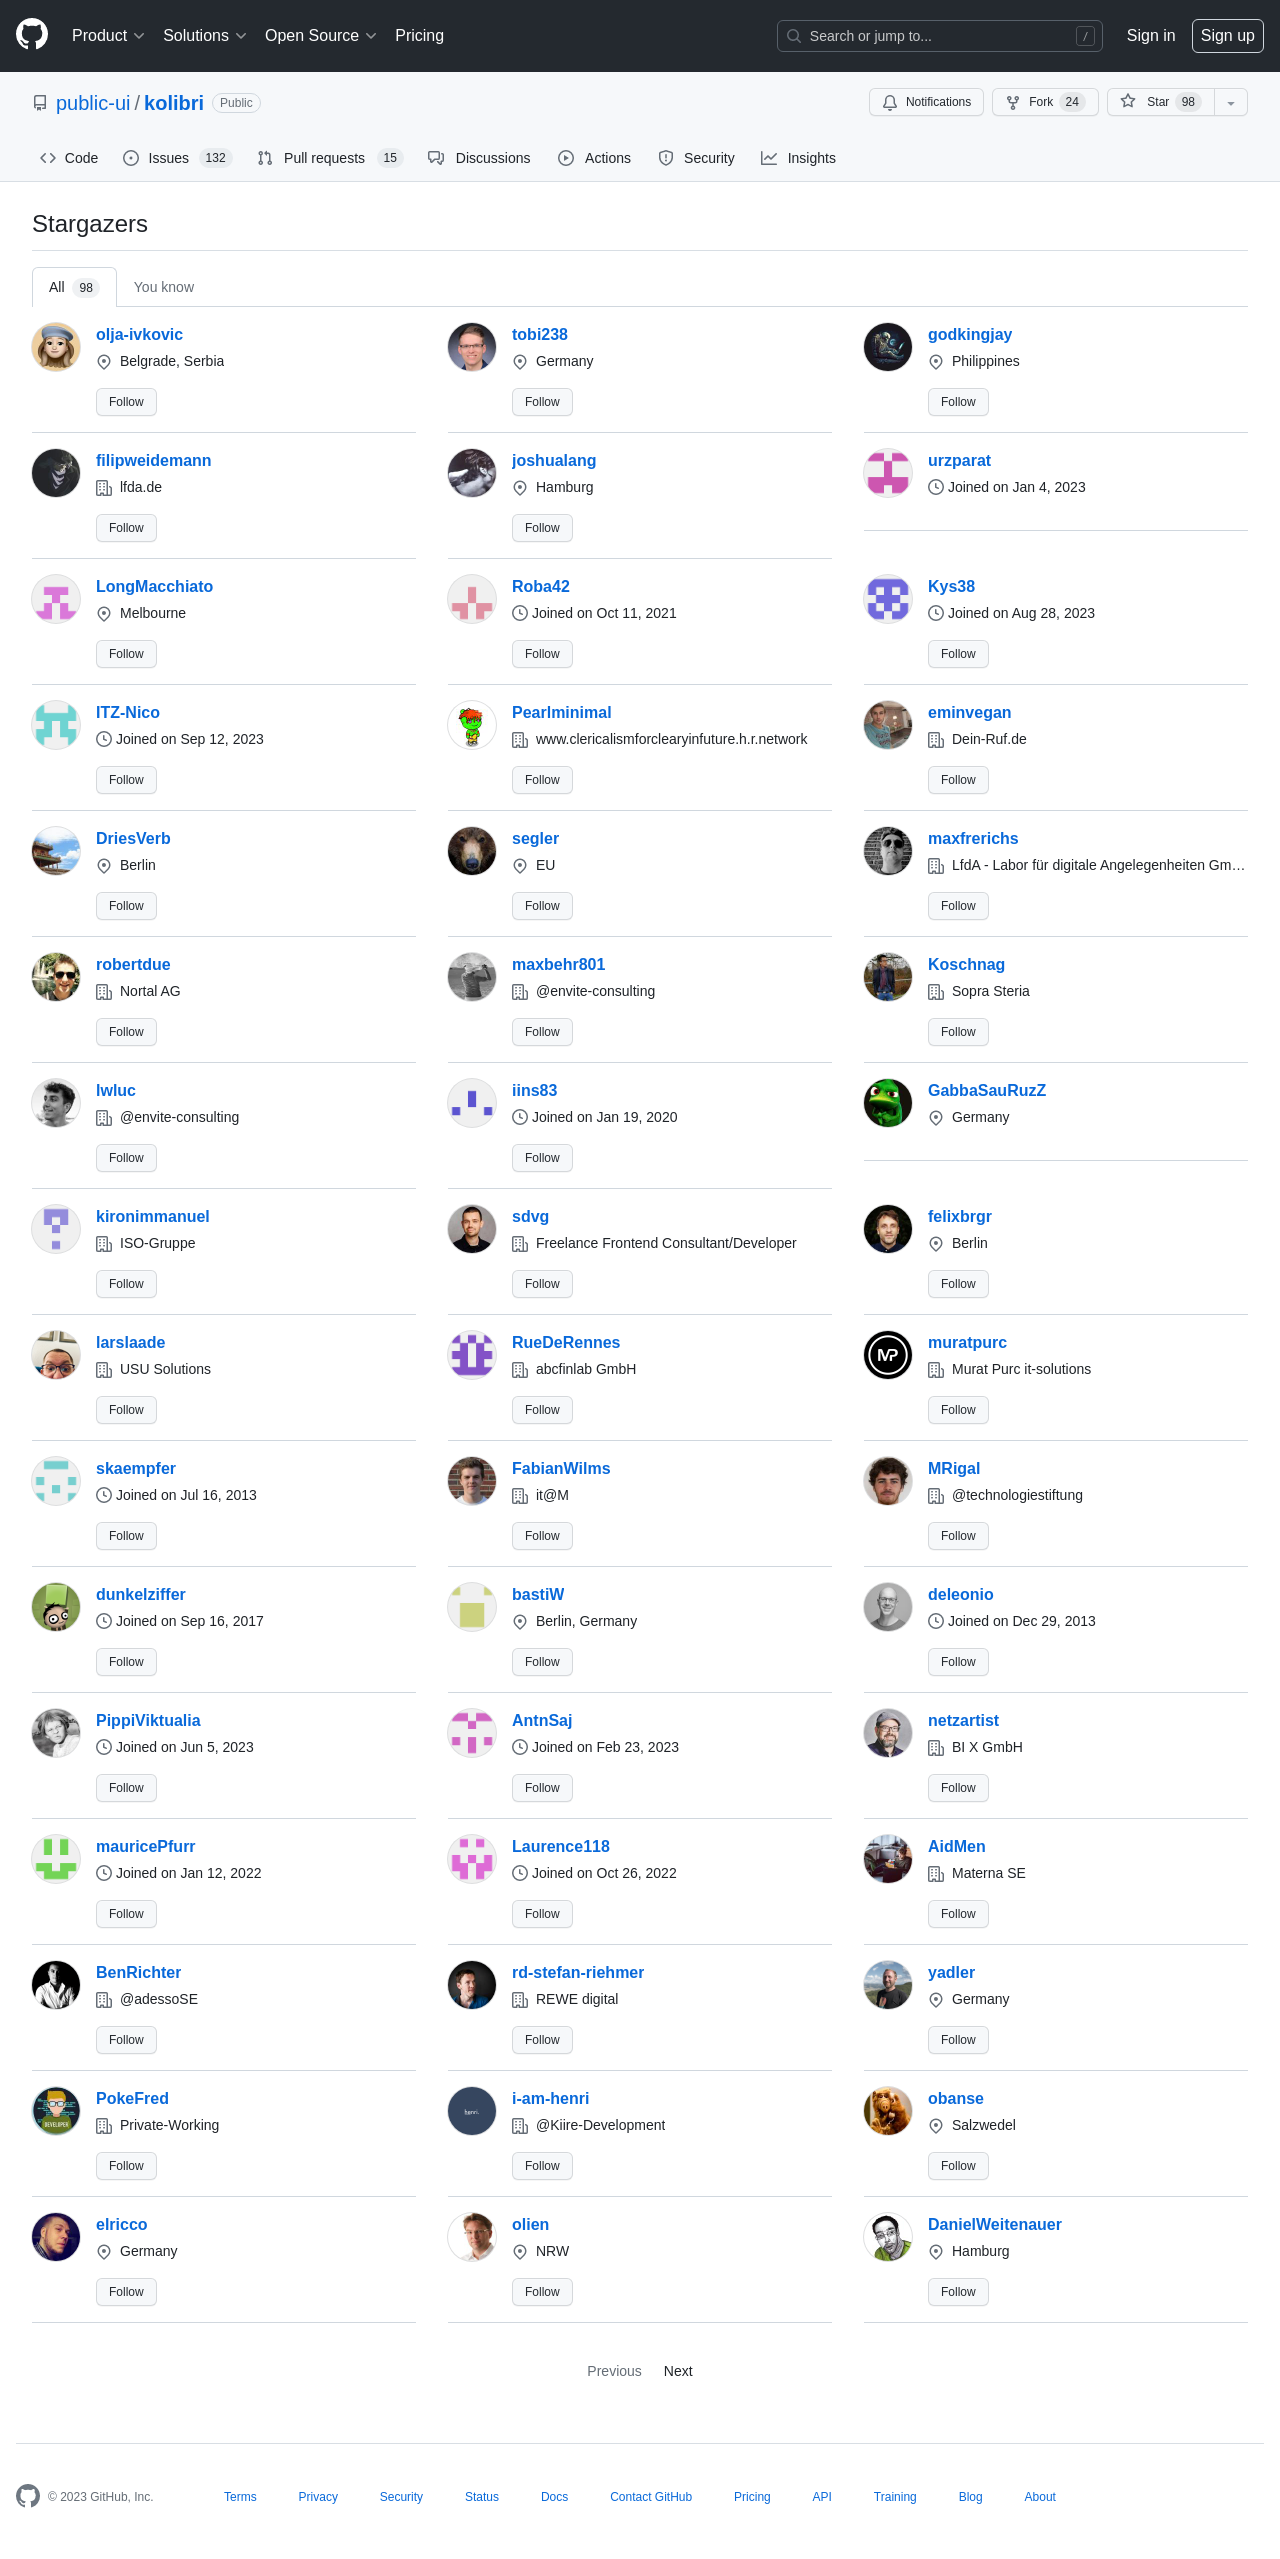 Product Solutions Open Source Pricing Search or jump to... / Sign in Sign up
public-ui / kolibri Public Notifications Fork 24 Star 98
Code Issues 132 Pull requests 15 Discussions Actions Security Insights
Stargazers
All 98 You know
olja-ivkovic tobi238 godkingjay
Belgrade, Serbia Germany Philippines
Follow Follow Follow
filipweidemann joshualang urzparat
lfda.de Hamburg Joined on Jan 4, 2023
Follow Follow
LongMacchiato Roba42 Kys38
Melbourne Joined on Oct 11, 2021 Joined on Aug 28, 2023
Follow Follow Follow
ITZ-Nico Pearlminimal eminvegan
Joined on Sep 12, 2023 www.clericalismforclearyinfuture.h.r.network Dein-Ruf.de
Follow Follow Follow
DriesVerb segler maxfrerichs
Berlin EU LfdA - Labor für digitale Angelegenheiten Gm…
Follow Follow Follow
robertdue maxbehr801 Koschnag
Nortal AG @envite-consulting Sopra Steria
Follow Follow Follow
lwluc iins83 GabbaSauRuzZ
@envite-consulting Joined on Jan 19, 2020 Germany
Follow Follow
kironimmanuel sdvg felixbrgr
ISO-Gruppe Freelance Frontend Consultant/Developer Berlin
Follow Follow Follow
larslaade RueDeRennes muratpurc
USU Solutions abcfinlab GmbH Murat Purc it-solutions
Follow Follow Follow
skaempfer FabianWilms MRigal
Joined on Jul 16, 2013 it@M @technologiestiftung
Follow Follow Follow
dunkelziffer bastiW deleonio
Joined on Sep 16, 2017 Berlin, Germany Joined on Dec 29, 2013
Follow Follow Follow
PippiViktualia AntnSaj netzartist
Joined on Jun 5, 2023 Joined on Feb 23, 2023 BI X GmbH
Follow Follow Follow
mauricePfurr Laurence118 AidMen
Joined on Jan 12, 2022 Joined on Oct 26, 2022 Materna SE
Follow Follow Follow
BenRichter rd-stefan-riehmer yadler
@adessoSE REWE digital Germany
Follow Follow Follow
PokeFred i-am-henri obanse
Private-Working @Kiire-Development Salzwedel
Follow Follow Follow
elricco olien DanielWeitenauer
Germany NRW Hamburg
Follow Follow Follow
Previous Next
© 2023 GitHub, Inc. Terms Privacy Security Status Docs Contact GitHub Pricing API Training Blog About